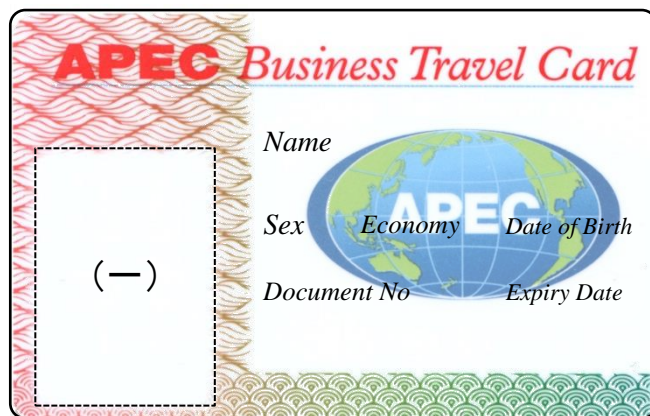 APEC Business Travel Card
Name
APEC
Sex Economy Date of Birth
(一)
Document No Expiry Date